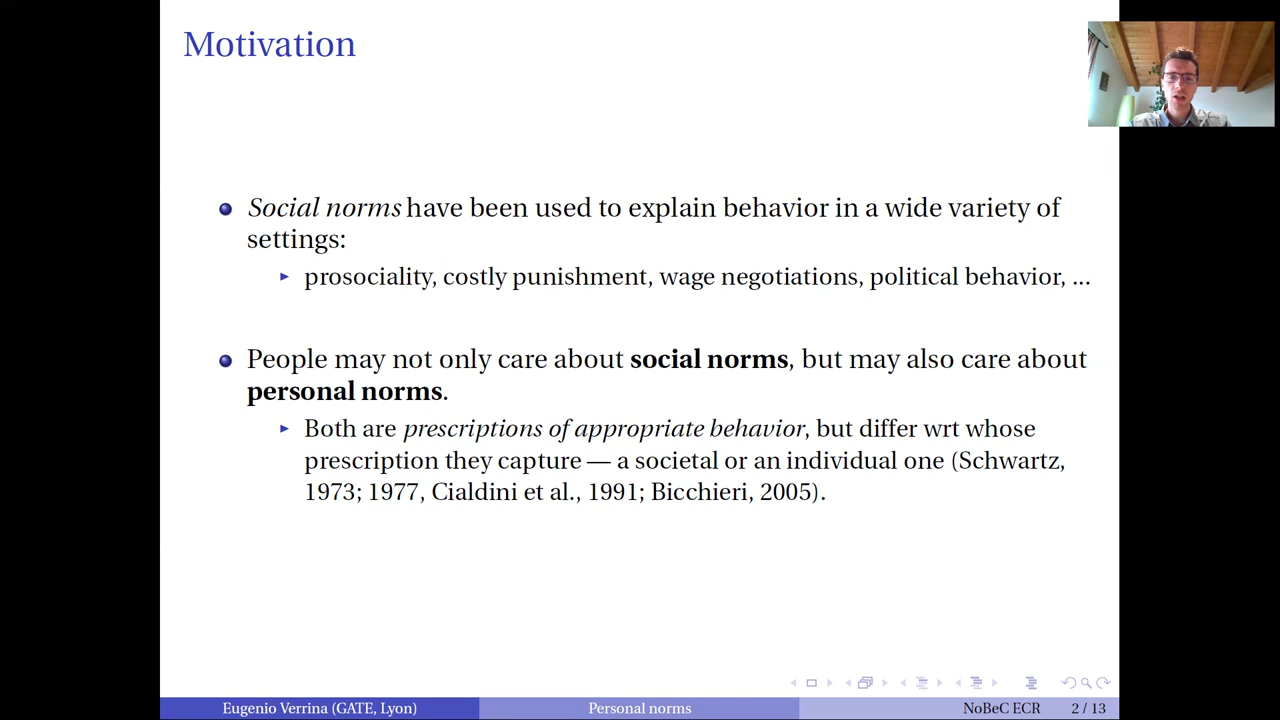 Motivation
Social norms have been used to explain behavior in a wide variety of
settings:
prosociality, costly punishment, wage negotiations, political behavior, ...
People may not only care about social norms, but may also care about
personal norms.
Both are prescriptions of appropriate behavior, but differ wrt whose
prescription they capture — a societal or an individual one (Schwartz,
1973; 1977, Cialdini et al., 1991; Bicchieri, 2005).
Eugenio Verrina (GATE, Lyon) Personal norms NoBeC ECR 2 / 13